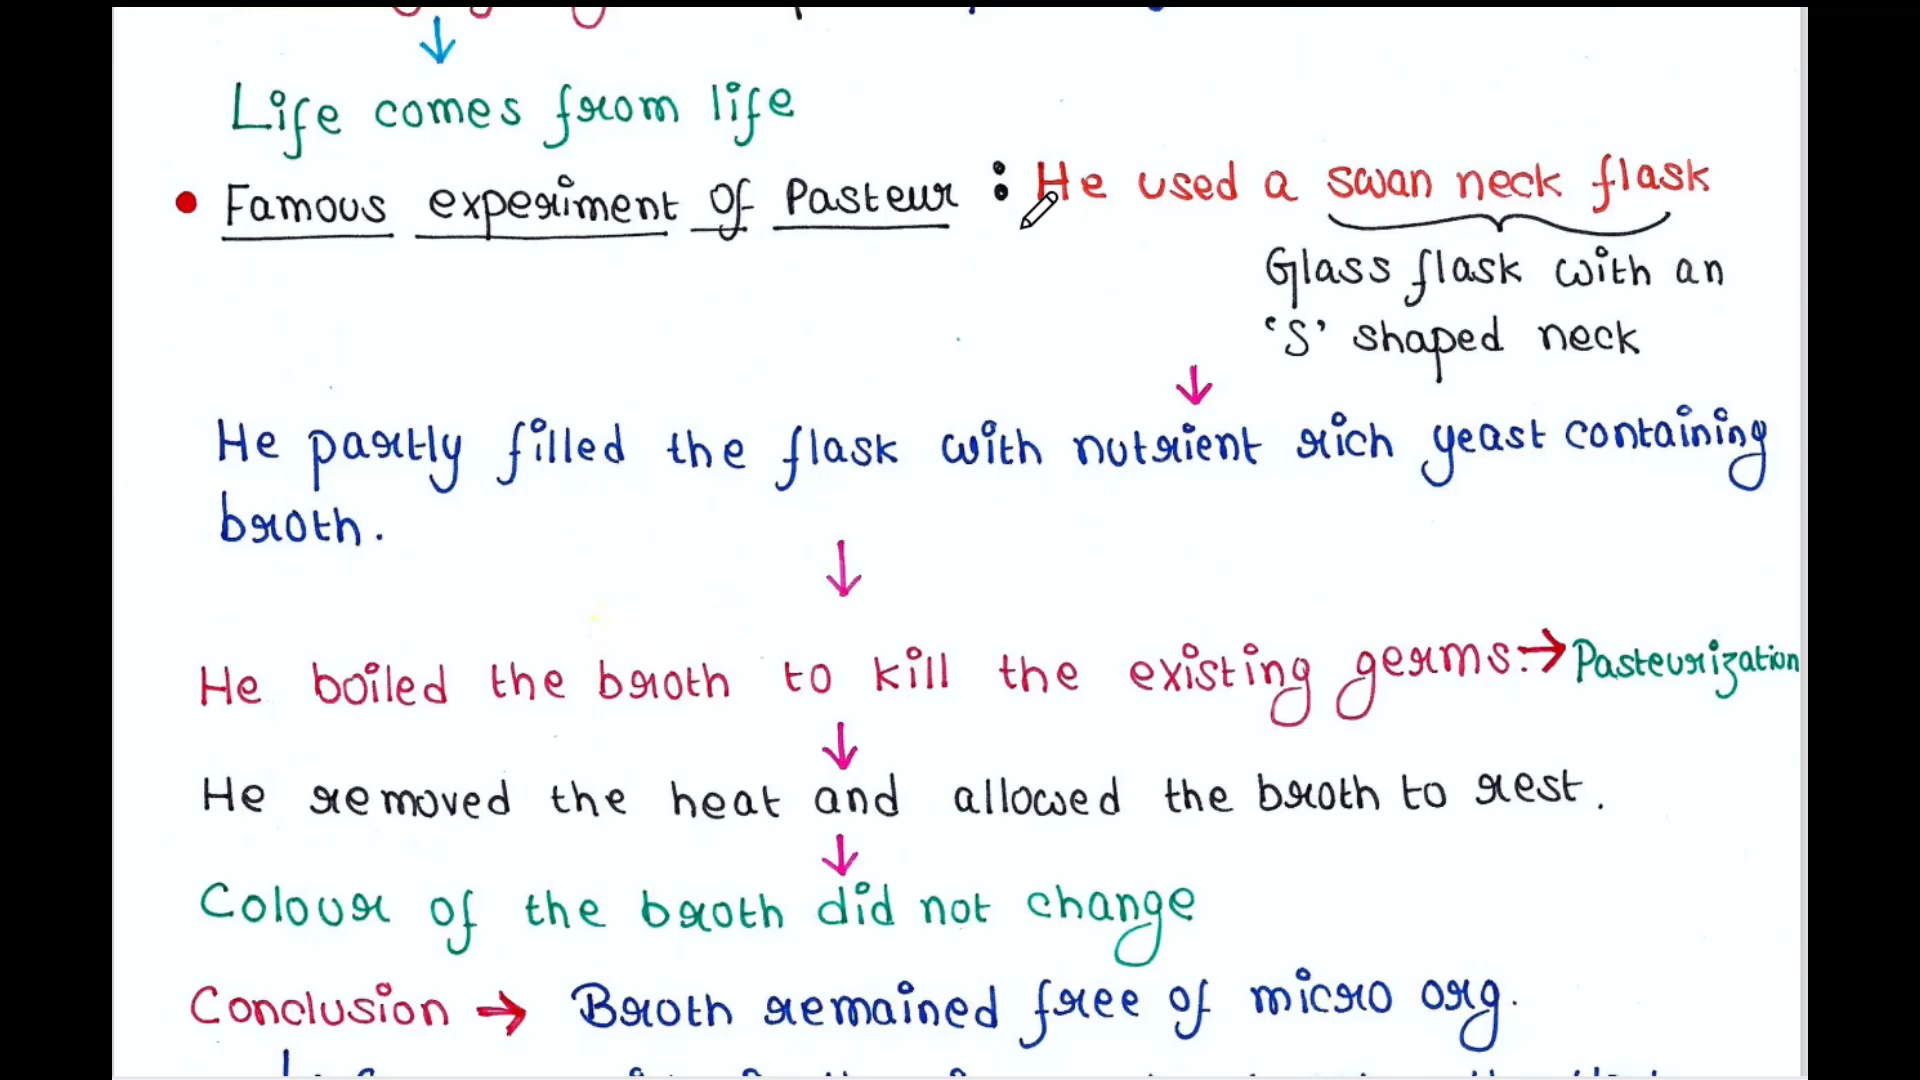 Life comes from life
• Famous experiment of Pasteur : He used a swan neck flask
Glass flask with an
'S' shaped neck
He partly filled the flask with nutrient rich yeast containing
broth.
He boiled the broth to kill the existing germs. → Pasteurization
He removed the heat and allowed the broth to rest.
Colour of the broth did not change
Conclusion → Broth remained free of micro org.